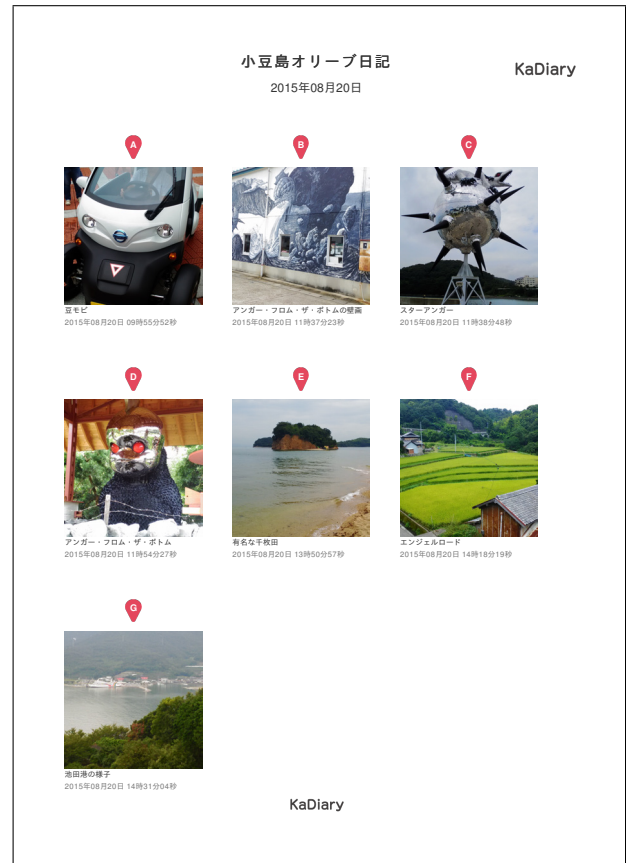 小豆島オリーブ日記
KaDiary
2015年08月20日
A
B
C
豆モビ
アンガー・フロム・ザ・ボトムの壁画
スターアンガー
2015年08月20日 09時55分52秒
2015年08月20日 11時37分23秒
2015年08月20日 11時38分48秒
D
E
F
アンガー・フロム・ザ・ボトム
有名な千枚田
エンジェルロード
2015年08月20日 11時54分27秒
2015年08月20日 13時50分57秒
2015年08月20日 14時18分19秒
G
池田港の様子
2015年08月20日 14時31分04秒
KaDiary